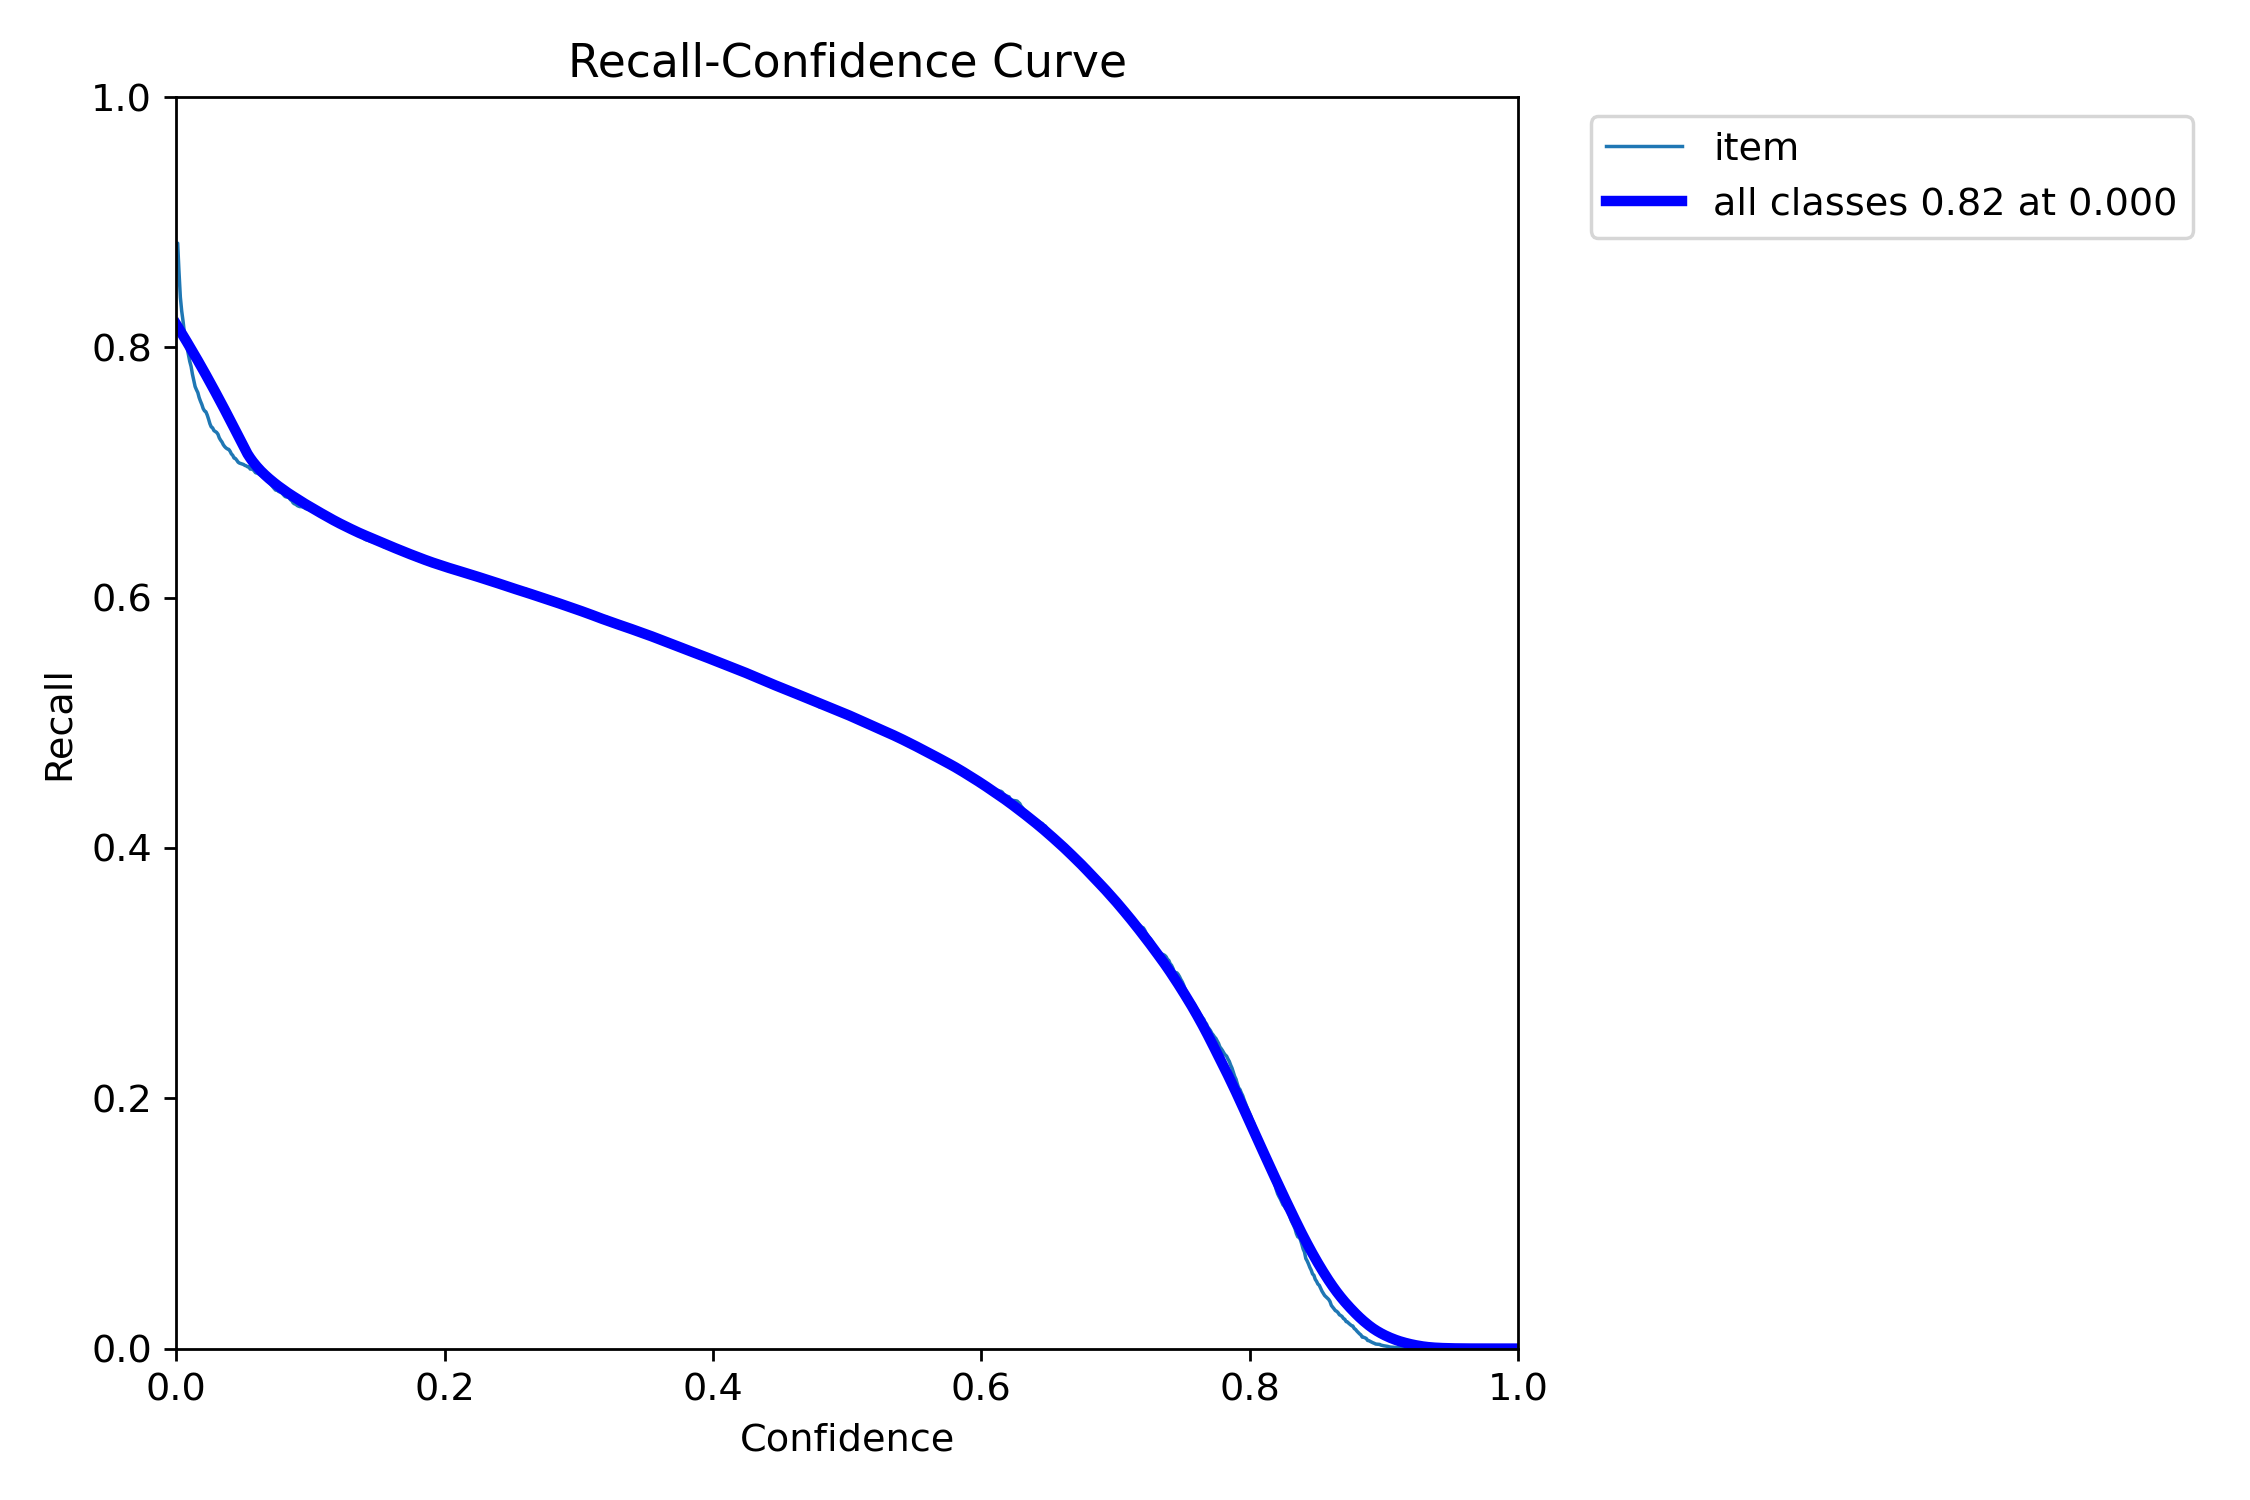 Recall-Confidence Curve
1.0
0.8
0.6
0.4
0.2
0.0
Recall
0.0 0.2 0.4 0.6 0.8 1.0
Confidence
item
all classes 0.82 at 0.000